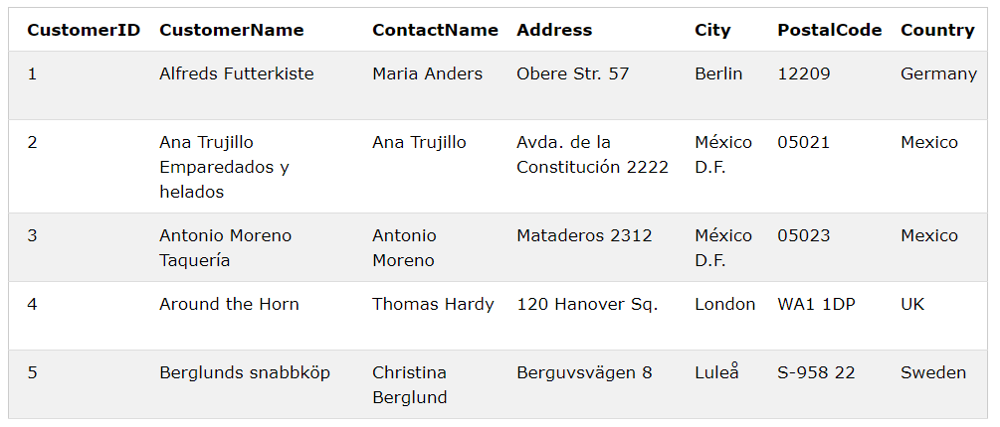 CustomerID CustomerName ContactName Address City PostalCode Country
1 Alfreds Futterkiste Maria Anders Obere Str. 57 Berlin 12209 Germany
2 Ana Trujillo Ana Trujillo Avda. de la México 05021 Mexico
Emparedados y Constitución 2222 D.F.
helados
3 Antonio Moreno Antonio Mataderos 2312 México 05023 Mexico
Taquería Moreno D.F.
4 Around the Horn Thomas Hardy 120 Hanover Sq. London WA1 1DP UK
5 Berglunds snabbköp Christina Berguvsvägen 8 Luleå S-958 22 Sweden
Berglund